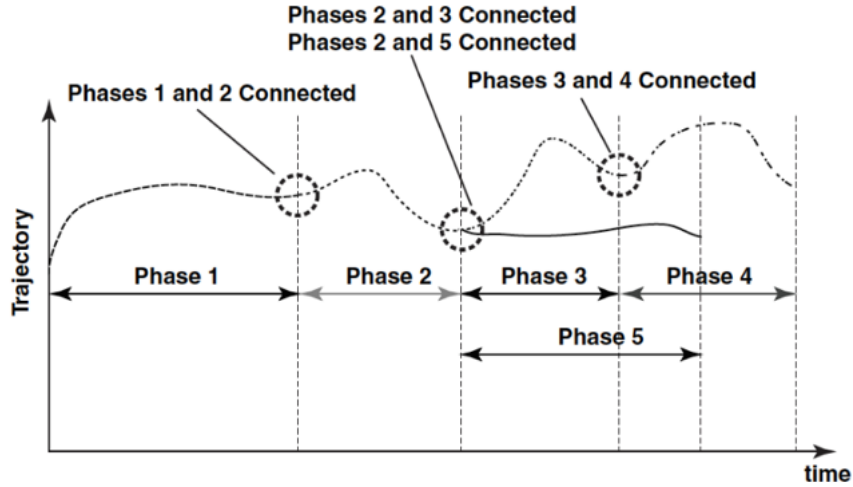 Phases 2 and 3 Connected
Phases 2 and 5 Connected
Phases 3 and 4 Connected
Phases 1 and 2 Connected
Trajectory
Phase 1
Phase 2
Phase 3
Phase 4
Phase 5
time